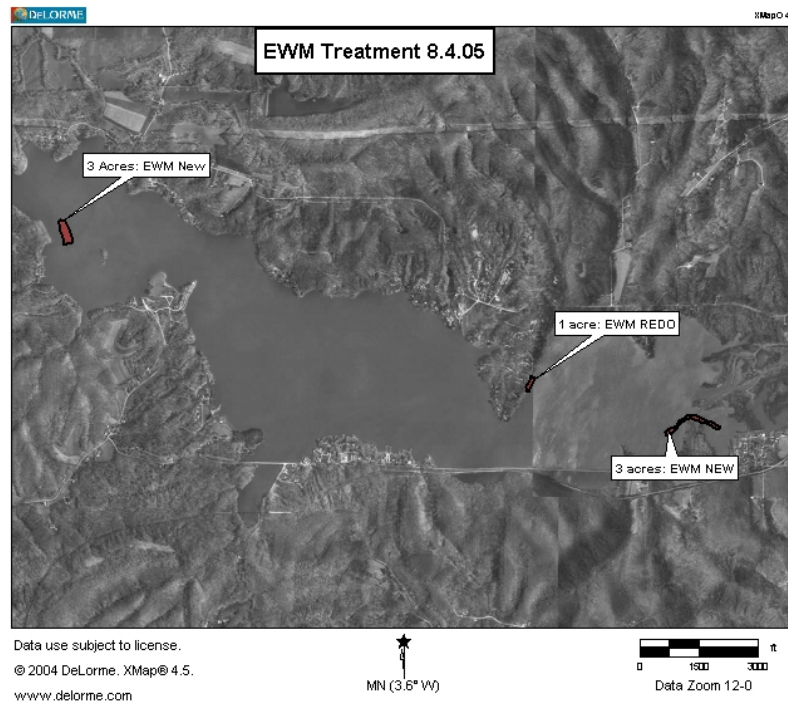 DELORME
XMap® 4
EWM Treatment 8.4.05
3 Acres: EWM New
1 acre: EWM REDO
3 acres: EWM NEW
Data use subject to license.
© 2004 DeLorme. XMap® 4.5.
www.delorme.com
MN (3.6° W)
ft
0 1500 3000
Data Zoom 12-0